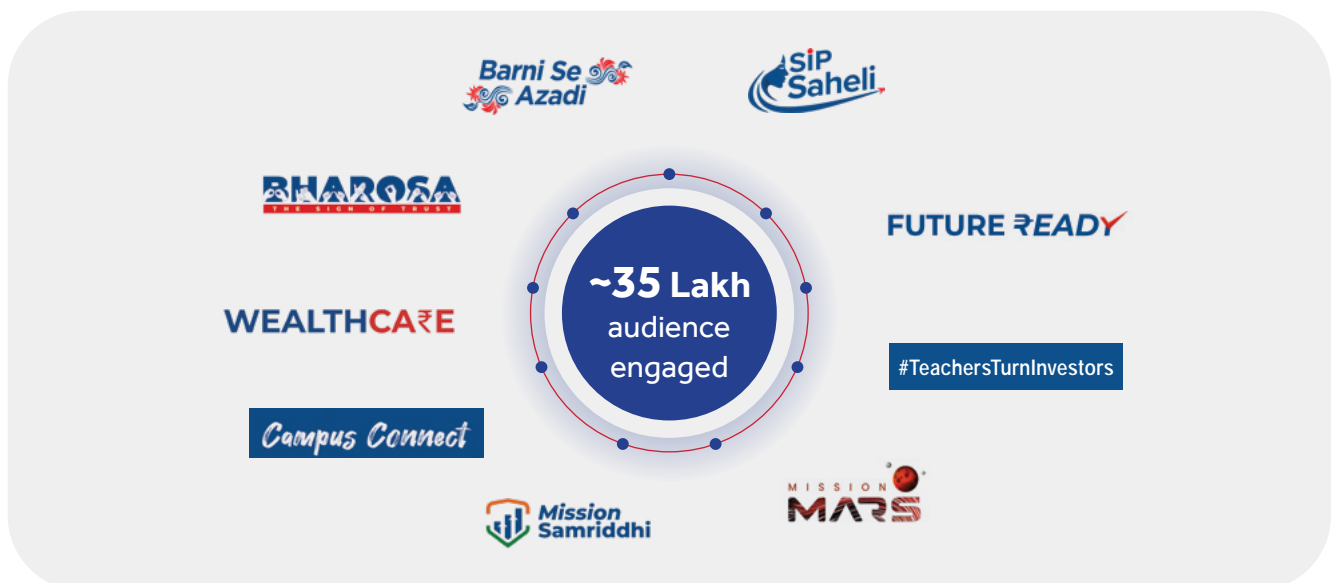 Barni Se
Azadi
SiP
Saheli
BHAROSA
THE SIGN OF TRUST
FUTURE ₹EADY
~35 Lakh
audience
engaged
WEALTHCA₹E
#TeachersTurnInvestors
Campus Connect
MISSION
MARS
Mission
Samriddhi